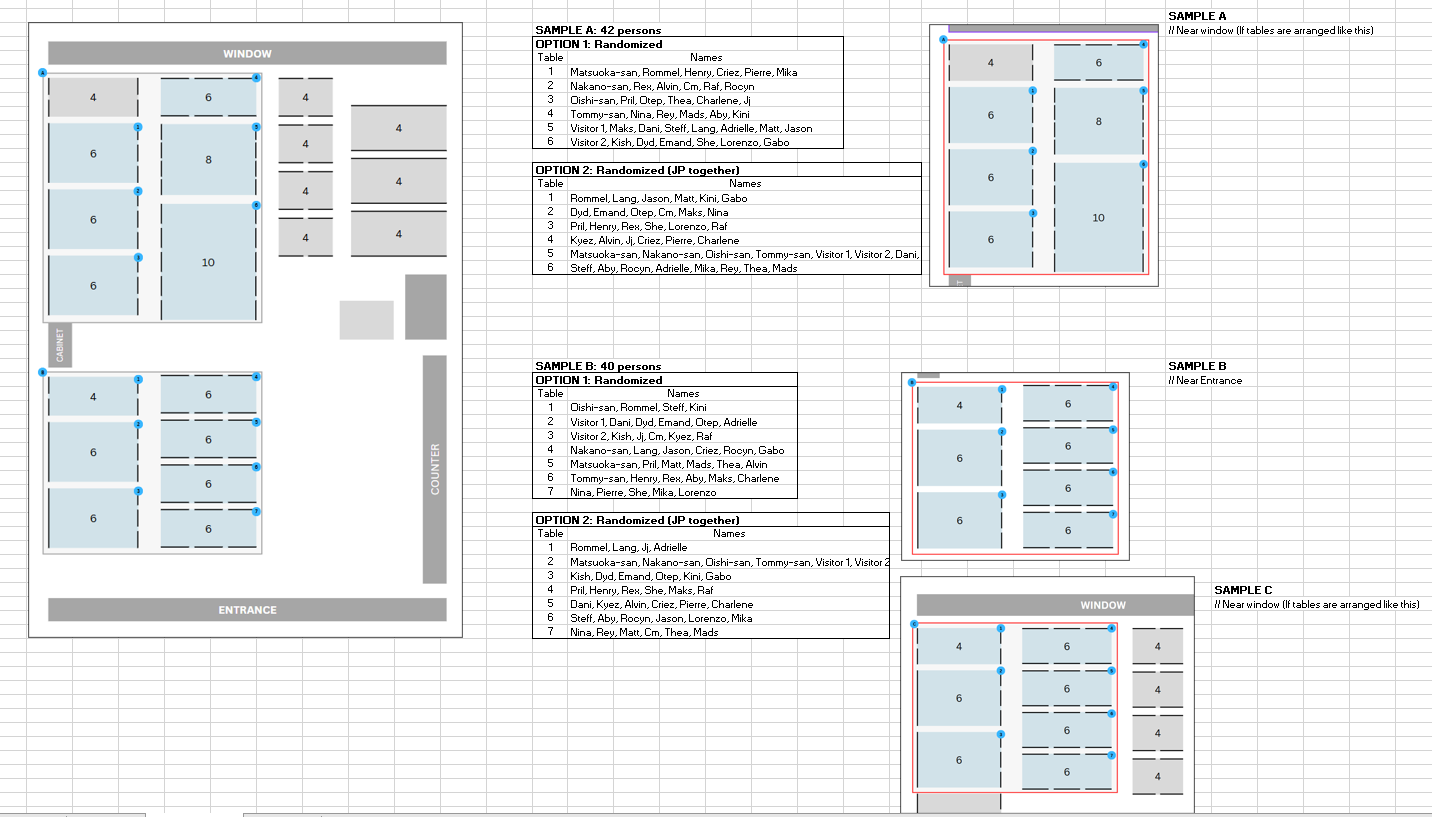 WINDOW
4
6
4
6
8
4
4
6
4
4
6
10
4
4
6
CABINET
4
6
6
6
6
6
6
COUNTER
ENTRANCE
SAMPLE A: 42 persons
OPTION 1: Randomized
Table Names
1 Matsuoka-san, Rommel, Henry, Criez, Pierre, Mika
2 Nakano-san, Rex, Alvin, Cm, Raf, Rocyn
3 Oishi-san, Pril, Otep, Thea, Charlene, Jj
4 Tommy-san, Nina, Rey, Mads, Aby, Kini
5 Visitor 1, Maks, Dani, Steff, Lang, Adrielle, Matt, Jason
6 Visitor 2, Kish, Dyd, Emand, She, Lorenzo, Gabo
OPTION 2: Randomized (JP together)
Table Names
1 Rommel, Lang, Jason, Matt, Kini, Gabo
2 Dyd, Emand, Otep, Cm, Maks, Nina
3 Pril, Henry, Rex, She, Lorenzo, Raf
4 Kyez, Alvin, Jj, Criez, Pierre, Charlene
5 Matsuoka-san, Nakano-san, Oishi-san, Tommy-san, Visitor 1, Visitor 2, Dani,
6 Steff, Aby, Rocyn, Adrielle, Mika, Rey, Thea, Mads
SAMPLE A
// Near window (If tables are arranged like this)
4
6
6
8
6
10
6
SAMPLE B: 40 persons
OPTION 1: Randomized
Table Names
1 Oishi-san, Rommel, Steff, Kini
2 Visitor 1, Dani, Dyd, Emand, Otep, Adrielle
3 Visitor 2, Kish, Jj, Cm, Kyez, Raf
4 Nakano-san, Lang, Jason, Criez, Rocyn, Gabo
5 Matsuoka-san, Pril, Matt, Mads, Thea, Alvin
6 Tommy-san, Henry, Rex, Aby, Maks, Charlene
7 Nina, Pierre, She, Mika, Lorenzo
OPTION 2: Randomized (JP together)
Table Names
1 Rommel, Lang, Jj, Adrielle
2 Matsuoka-san, Nakano-san, Oishi-san, Tommy-san, Visitor 1, Visitor 2
3 Kish, Dyd, Emand, Otep, Kini, Gabo
4 Pril, Henry, Rex, She, Maks, Raf
5 Dani, Kyez, Alvin, Criez, Pierre, Charlene
6 Steff, Aby, Rocyn, Jason, Lorenzo, Mika
7 Nina, Rey, Matt, Cm, Thea, Mads
SAMPLE B
// Near Entrance
4
6
6
6
6
6
6
SAMPLE C
// Near window (If tables are arranged like this)
WINDOW
4
6
4
6
6
4
6
4
6
6
4